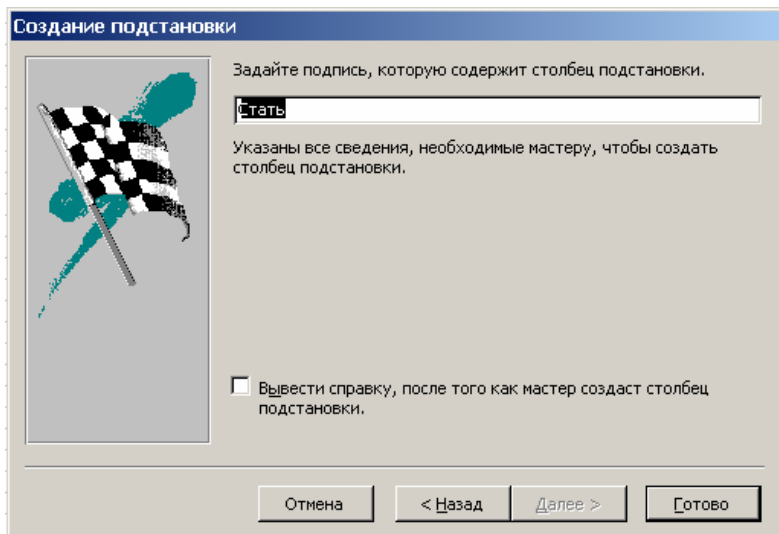 Создание подстановки
Задайте подпись, которую содержит столбец подстановки.
Стать
Указаны все сведения, необходимые мастеру, чтобы создать
столбец подстановки.
Вывести справку, после того как мастер создаст столбец
подстановки.
Отмена < Назад Далее > Готово